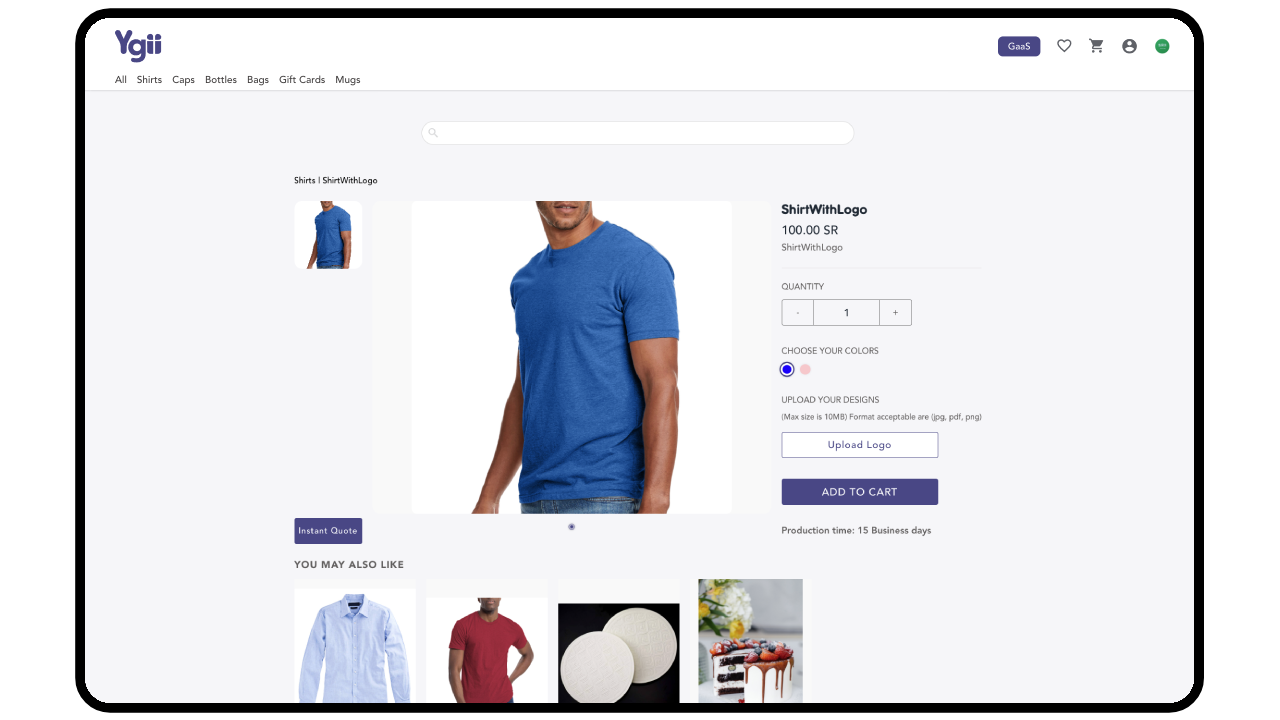 Ygii
GaaS
All Shirts Caps Bottles Bags Gift Cards Mugs
Shirts | ShirtWithLogo
ShirtWithLogo
100.00 SR
ShirtWithLogo
QUANTITY
- 1 +
CHOOSE YOUR COLORS
UPLOAD YOUR DESIGNS
(Max size is 10MB) Format acceptable are (jpg, pdf, png)
Upload Logo
ADD TO CART
Production time: 15 Business days
Instant Quote
YOU MAY ALSO LIKE